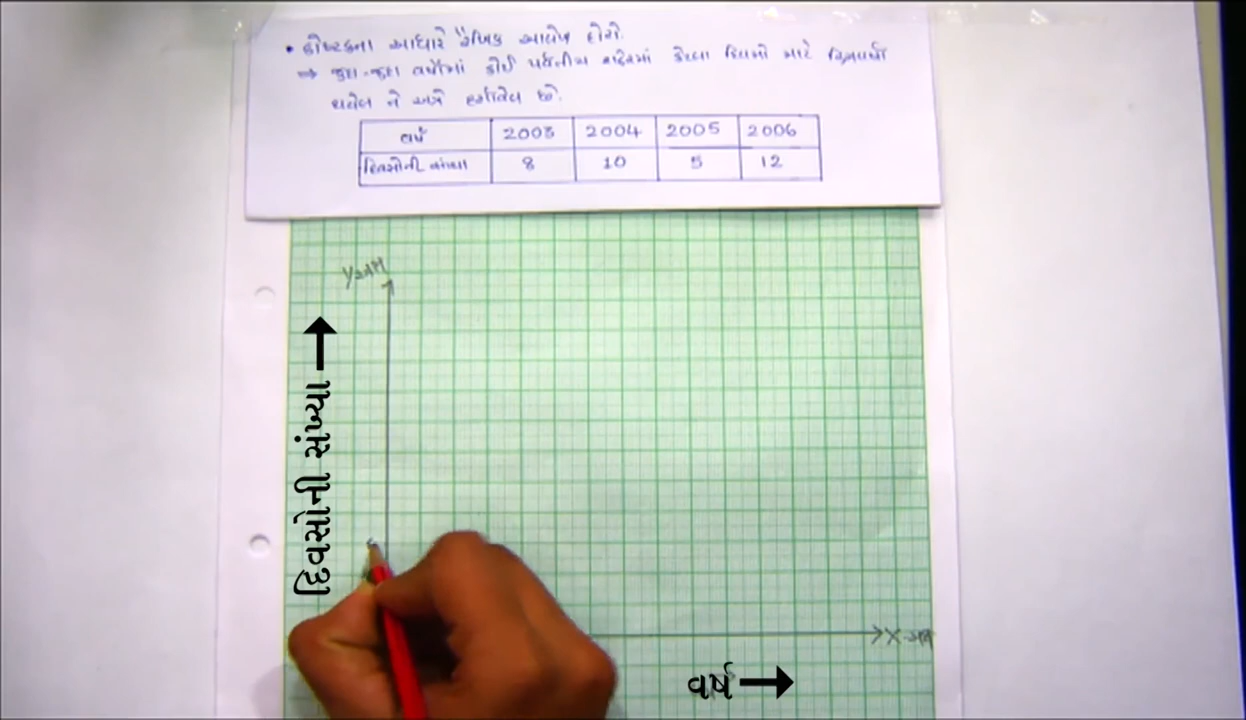 • કોષ્ટકના આધારે રૈખિક આલેખ દોરો.
⇒ જુદા-જુદા વર્ષોમાં કોઈ પર્વતીય શહેરમાં કેટલા દિવસો માટે હિમવર્ષા
થયેલ તે અત્રે દર્શાવેલ છે.
વર્ષ 2003 2004 2005 2006
દિવસોની સંખ્યા 8 10 5 12
Y અક્ષ
દિવસોની સંખ્યા
X-અક્ષ
વર્ષ